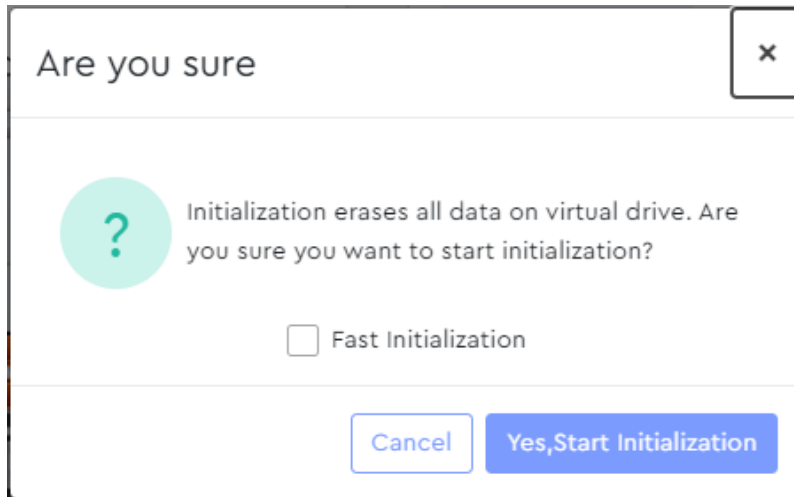 Are you sure
×
?
Initialization erases all data on virtual drive. Are
you sure you want to start initialization?
Fast Initialization
Cancel
Yes,Start Initialization